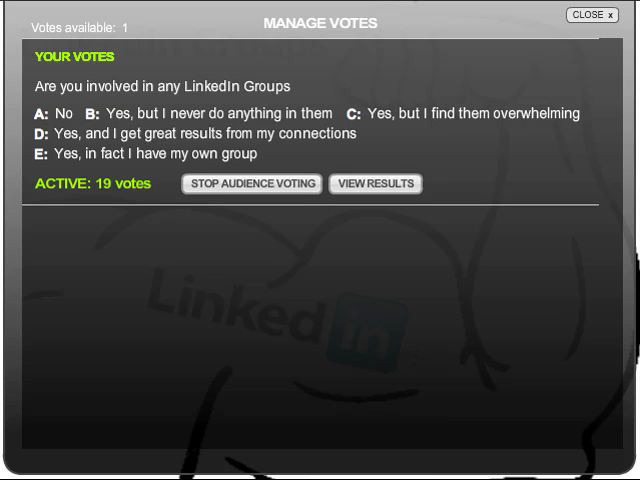 CLOSE x
MANAGE VOTES
Votes available: 1
YOUR VOTES
Are you involved in any LinkedIn Groups
A: No B: Yes, but I never do anything in them C: Yes, but I find them overwhelming
D: Yes, and I get great results from my connections
E: Yes, in fact I have my own group
ACTIVE: 19 votes STOP AUDIENCE VOTING VIEW RESULTS
Linked in